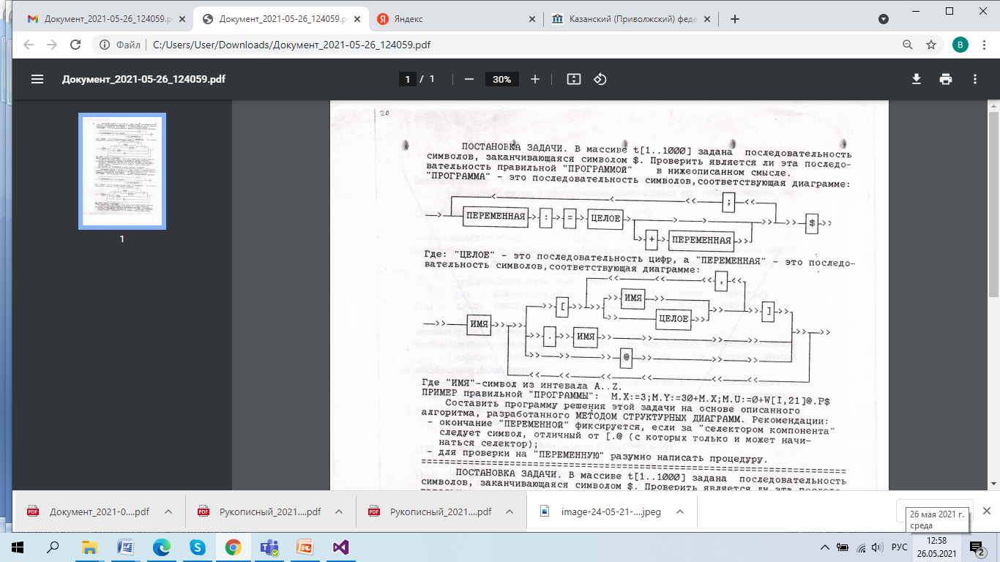 Документ_2021-05-26_124059.p
Документ_2021-05-26_124059.p
Яндекс
Казанский (Приволжский) феде
Файл
C:/Users/User/Downloads/Документ_2021-05-26_124059.pdf
В
Документ_2021-05-26_124059.pdf
1 / 1
30%
1
20
ПОСТАНОВКА ЗАДАЧИ. В массиве t[1..1000] задана последовательность
символов, заканчивающаяся символом $. Проверить является ли эта последо-
вательность правильной "ПРОГРАММОЙ" в нижеописанном смысле.
"ПРОГРАММА" - это последовательность символов,соответствующая диаграмме:
;
ПЕРЕМЕННАЯ : = ЦЕЛОЕ $
+ ПЕРЕМЕННАЯ
Где: "ЦЕЛОЕ" - это последовательность цифр, а "ПЕРЕМЕННАЯ" - это последо-
вательность символов,соответствующая диаграмме:
,
[ ИМЯ ]
ЦЕЛОЕ
ИМЯ
. ИМЯ
@
Где "ИМЯ"-символ из интевала A..Z.
ПРИМЕР правильной "ПРОГРАММЫ": M.X:=3;M.Y:=30+M.X;M.U:=0+W[I,21]@.P$
Составить программу решения этой задачи на основе описанного
алгоритма, разработанного МЕТОДОМ СТРУКТУРНЫХ ДИАГРАММ. Рекомендации:
- окончание "ПЕРЕМЕННОЙ" фиксируется, если за "селектором компонента"
следует символ, отличный от [.@ (с которых только и может начи-
наться селектор);
- для проверки на "ПЕРЕМЕННУЮ" разумно написать процедуру.
ПОСТАНОВКА ЗАДАЧИ. В массиве t[1..1000] задана последовательность
символов, заканчивающаяся символом $. Проверить является ли эта последо-
Документ_2021-0....pdf
Рукописный_2021....pdf
Рукописный_2021....pdf
image-24-05-21-....jpeg
26 мая 2021 г.
среда
РУС
12:58
26.05.2021
2